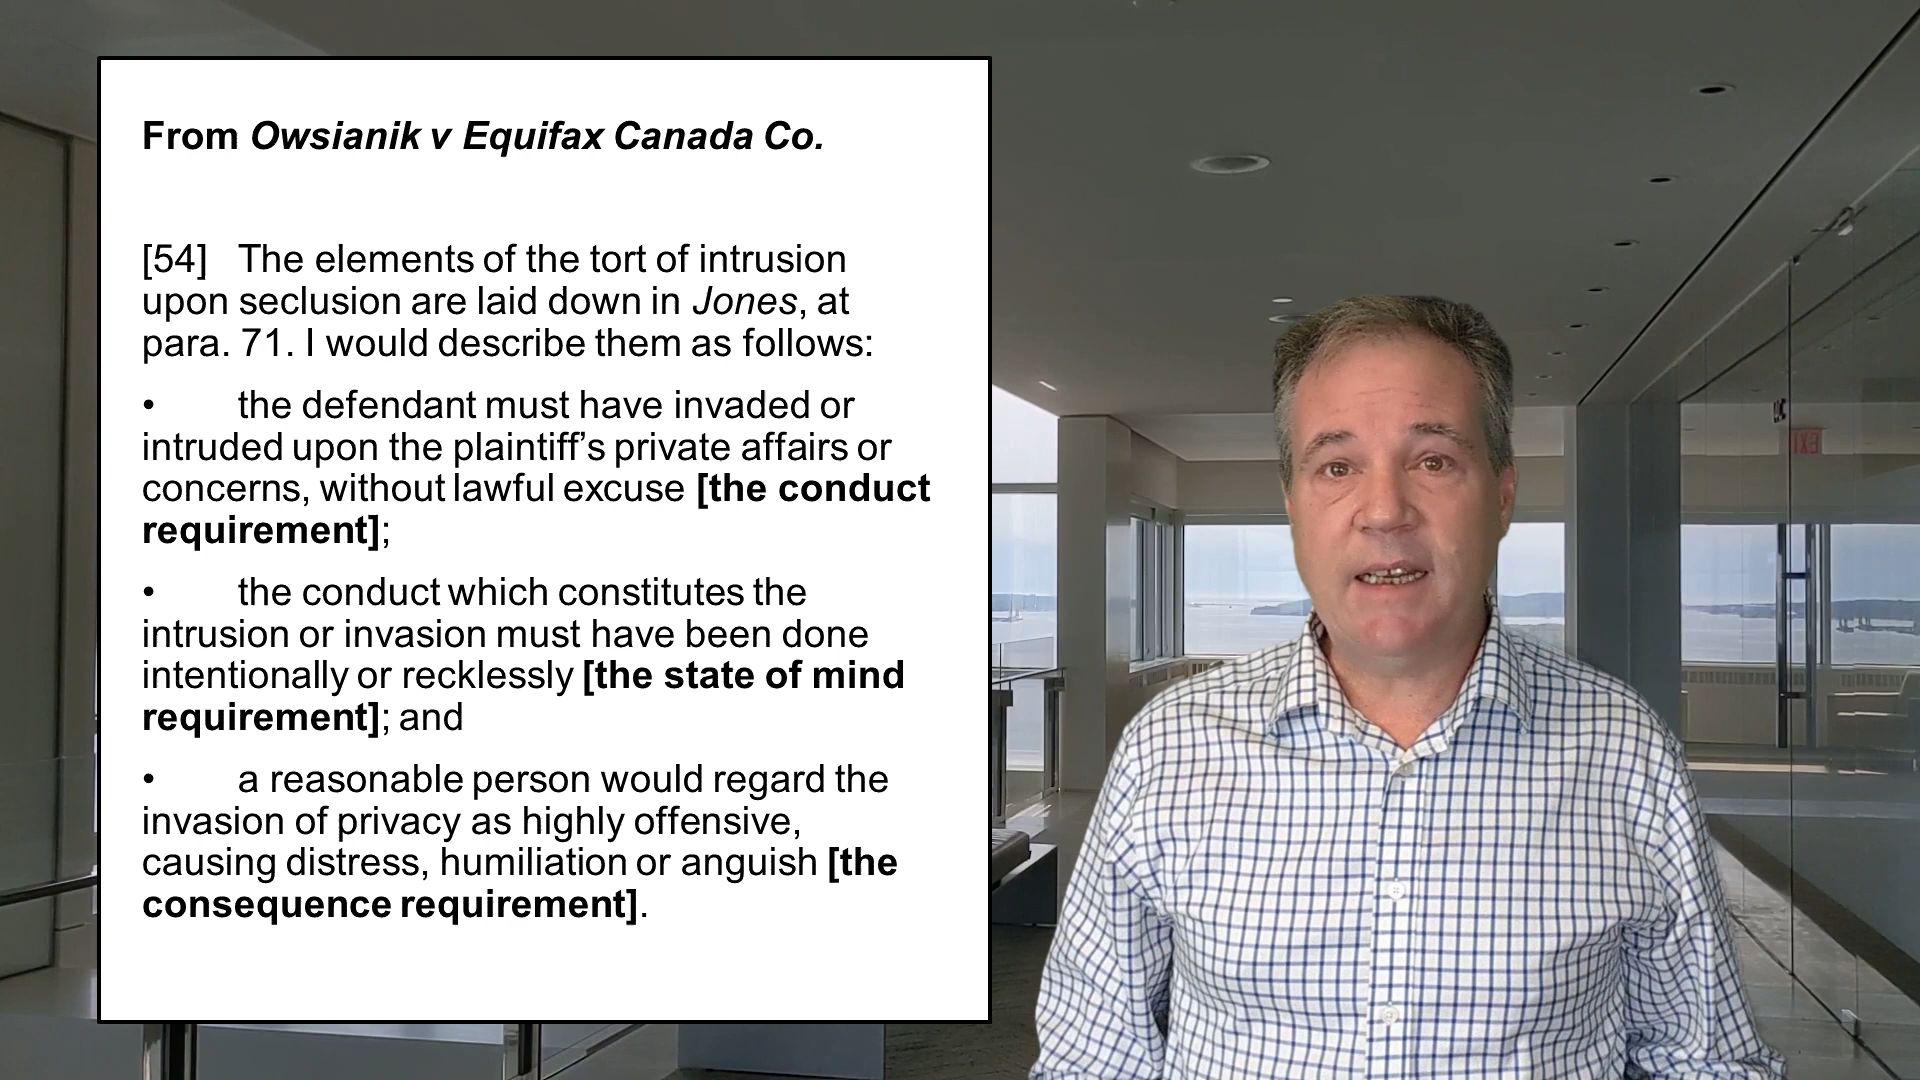 From Owsianik v Equifax Canada Co.
[54] The elements of the tort of intrusion
upon seclusion are laid down in Jones, at
para. 71. I would describe them as follows:
• the defendant must have invaded or
intruded upon the plaintiff’s private affairs or
concerns, without lawful excuse [the conduct
requirement];
• the conduct which constitutes the
intrusion or invasion must have been done
intentionally or recklessly [the state of mind
requirement]; and
• a reasonable person would regard the
invasion of privacy as highly offensive,
causing distress, humiliation or anguish [the
consequence requirement].
EXIT